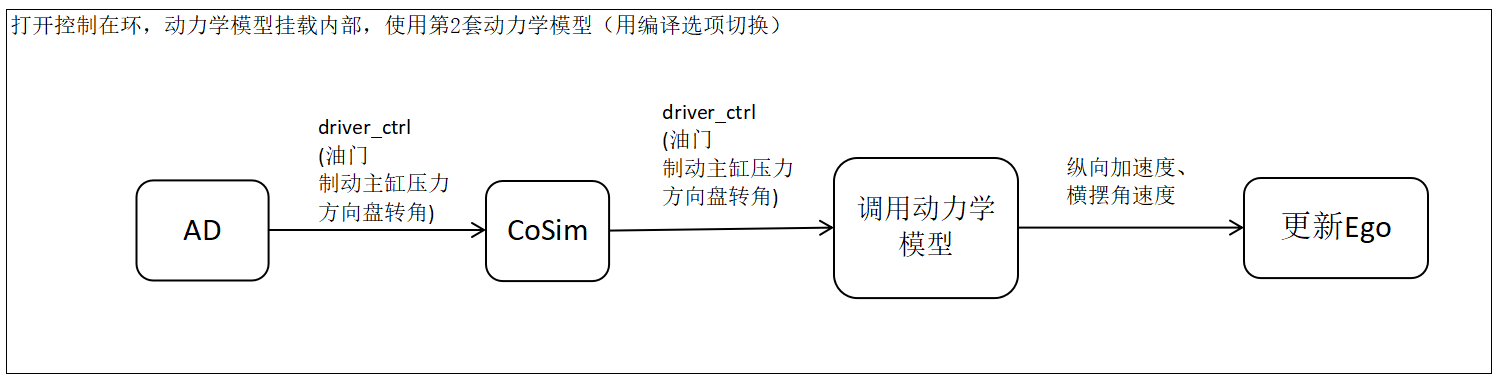 打开控制在环，动力学模型挂载内部，使用第2套动力学模型（用编译选项切换）
driver_ctrl
(油门
制动主缸压力
方向盘转角)
driver_ctrl
(油门
制动主缸压力
方向盘转角)
纵向加速度、
横摆角速度
AD
CoSim
调用动力学
模型
更新Ego